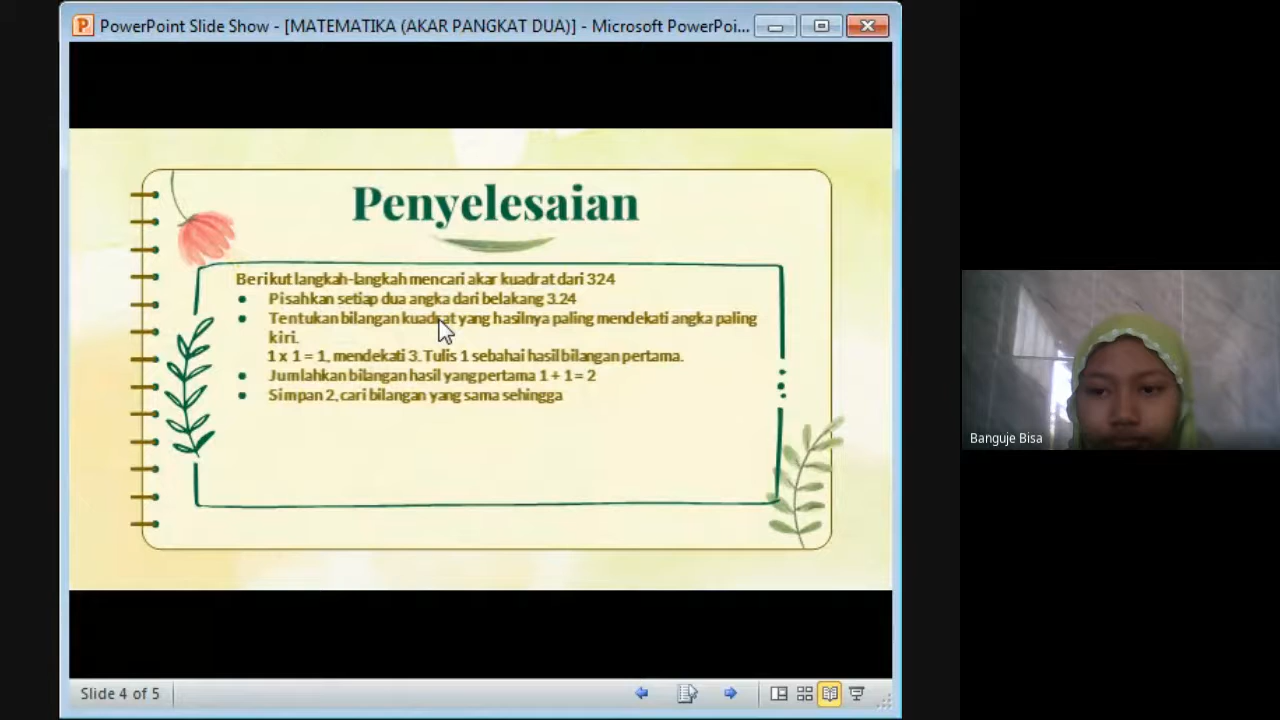 PowerPoint Slide Show - [MATEMATIKA (AKAR PANGKAT DUA)] - Microsoft PowerPoi...
Penyelesaian
Berikut langkah-langkah mencari akar kuadrat dari 324
• Pisahkan setiap dua angka dari belakang 3.24
• Tentukan bilangan kuadrat yang hasilnya paling mendekati angka paling
kiri.
1 x 1 = 1, mendekati 3. Tulis 1 sebahai hasil bilangan pertama.
• Jumlahkan bilangan hasil yang pertama 1 + 1 = 2
• Simpan 2, cari bilangan yang sama sehingga
Banguje Bisa
Slide 4 of 5